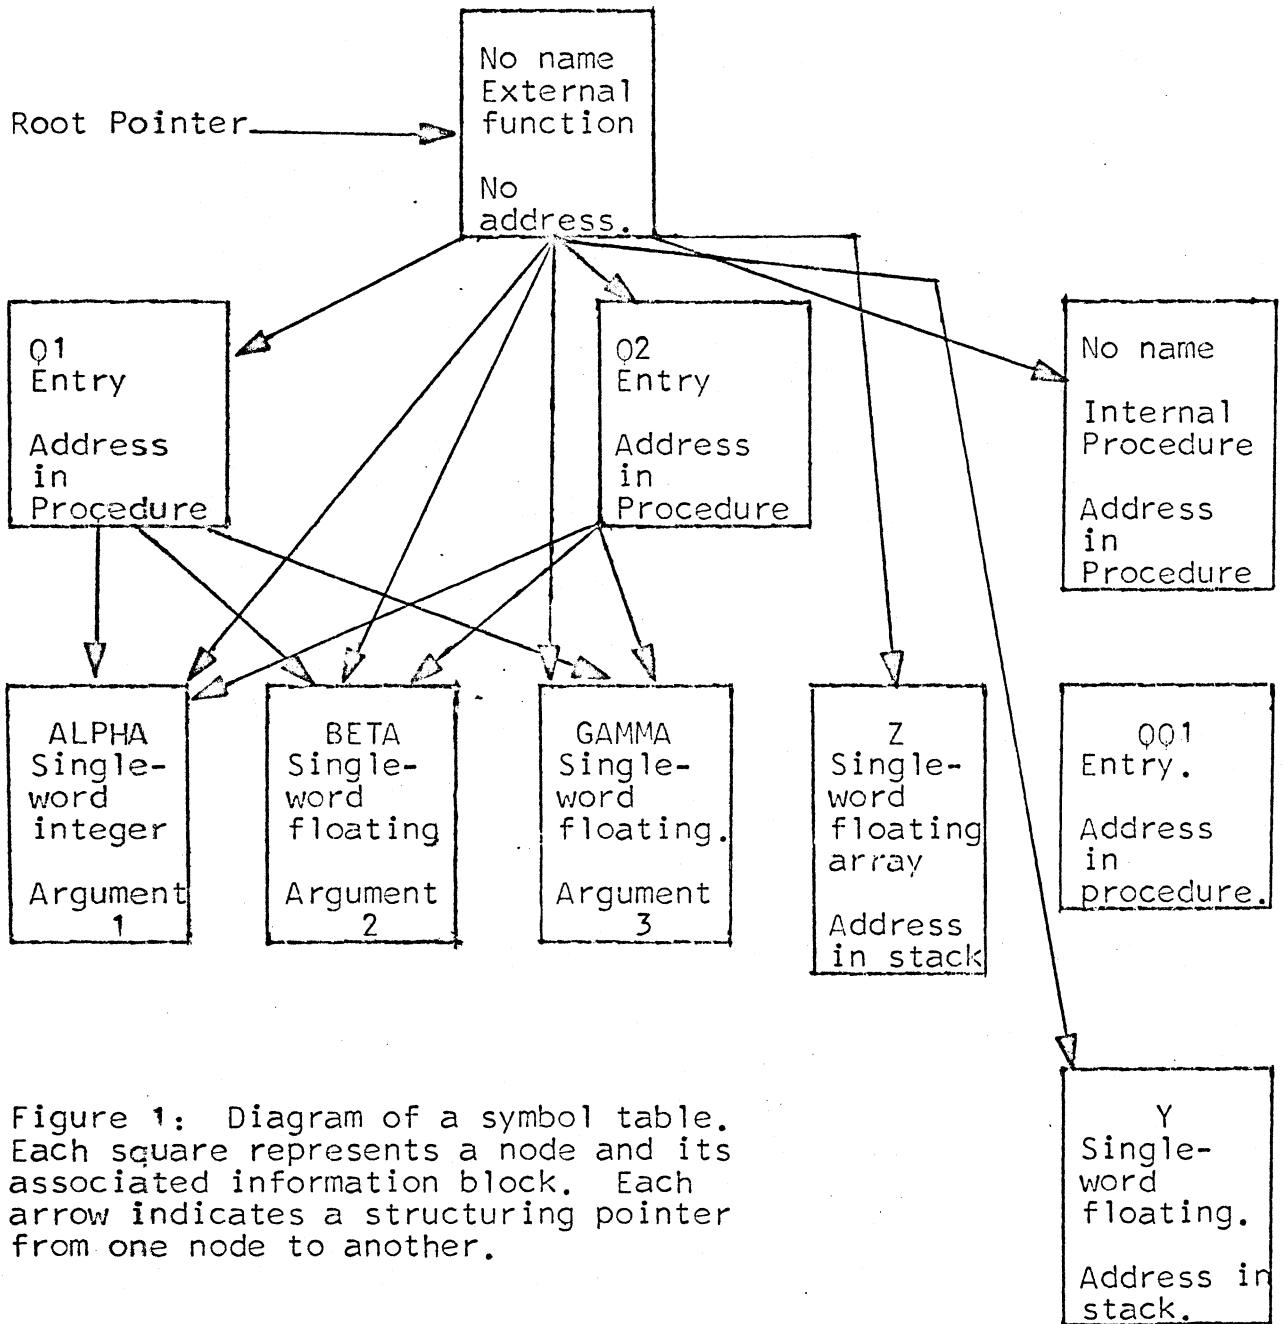 No name
External
function
No
address.
Root Pointer
Q1
Entry
Address
in
Procedure
Q2
Entry
Address
in
Procedure
No name
Internal
Procedure
Address
in
Procedure
ALPHA
Single-
word
integer
Argument
1
BETA
Single-
word
floating
Argument
2
GAMMA
Single-
word
floating.
Argument
3
Z
Single-
word
floating
array
Address
in stack
QQ1
Entry.
Address
in
procedure.
Y
Single-
word
floating.
Address in
stack.
Figure 1: Diagram of a symbol table.
Each square represents a node and its
associated information block. Each
arrow indicates a structuring pointer
from one node to another.